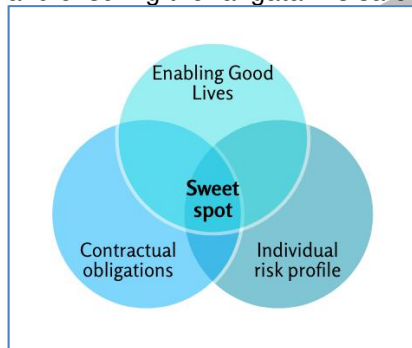 Enabling Good
Lives
Sweet
spot
Contractual
obligations
Individual
risk profile